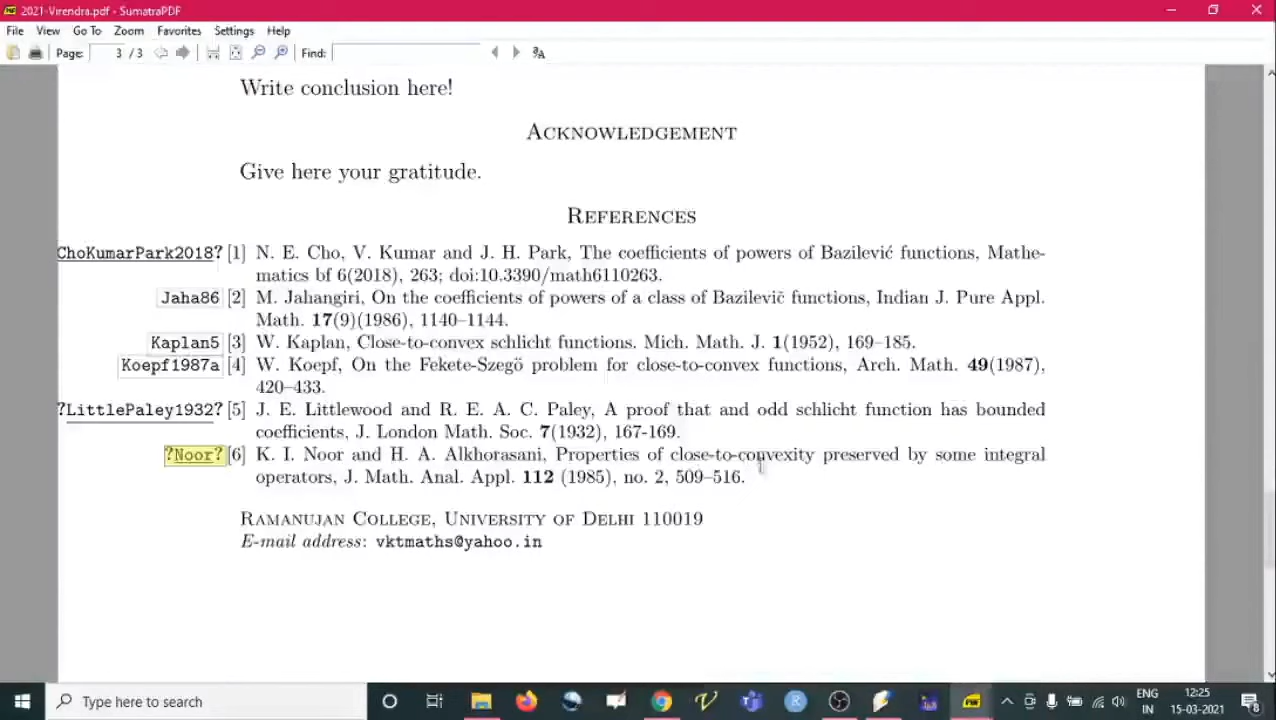 2021-Virendra.pdf - SumatraPDF
File View Go To Zoom Favorites Settings Help
Page: 3 / 3 Find:
Write conclusion here!
Acknowledgement
Give here your gratitude.
References
ChoKumarPark2018? [1] N. E. Cho, V. Kumar and J. H. Park, The coefficients of powers of Bazilević functions, Mathe-
matics bf 6(2018), 263; doi:10.3390/math6110263.
Jaha86 [2] M. Jahangiri, On the coefficients of powers of a class of Bazilević functions, Indian J. Pure Appl.
Math. 17(9)(1986), 1140–1144.
Kaplan5 [3] W. Kaplan, Close-to-convex schlicht functions. Mich. Math. J. 1(1952), 169–185.
Koepf1987a [4] W. Koepf, On the Fekete-Szegö problem for close-to-convex functions, Arch. Math. 49(1987),
420–433.
?LittlePaley1932? [5] J. E. Littlewood and R. E. A. C. Paley, A proof that and odd schlicht function has bounded
coefficients, J. London Math. Soc. 7(1932), 167-169.
?Noor? [6] K. I. Noor and H. A. Alkhorasani, Properties of close-to-convexity preserved by some integral
operators, J. Math. Anal. Appl. 112 (1985), no. 2, 509–516.
Ramanujan College, University of Delhi 110019
E-mail address: vktmaths@yahoo.in
Type here to search
ENG 12:25
IN 15-03-2021